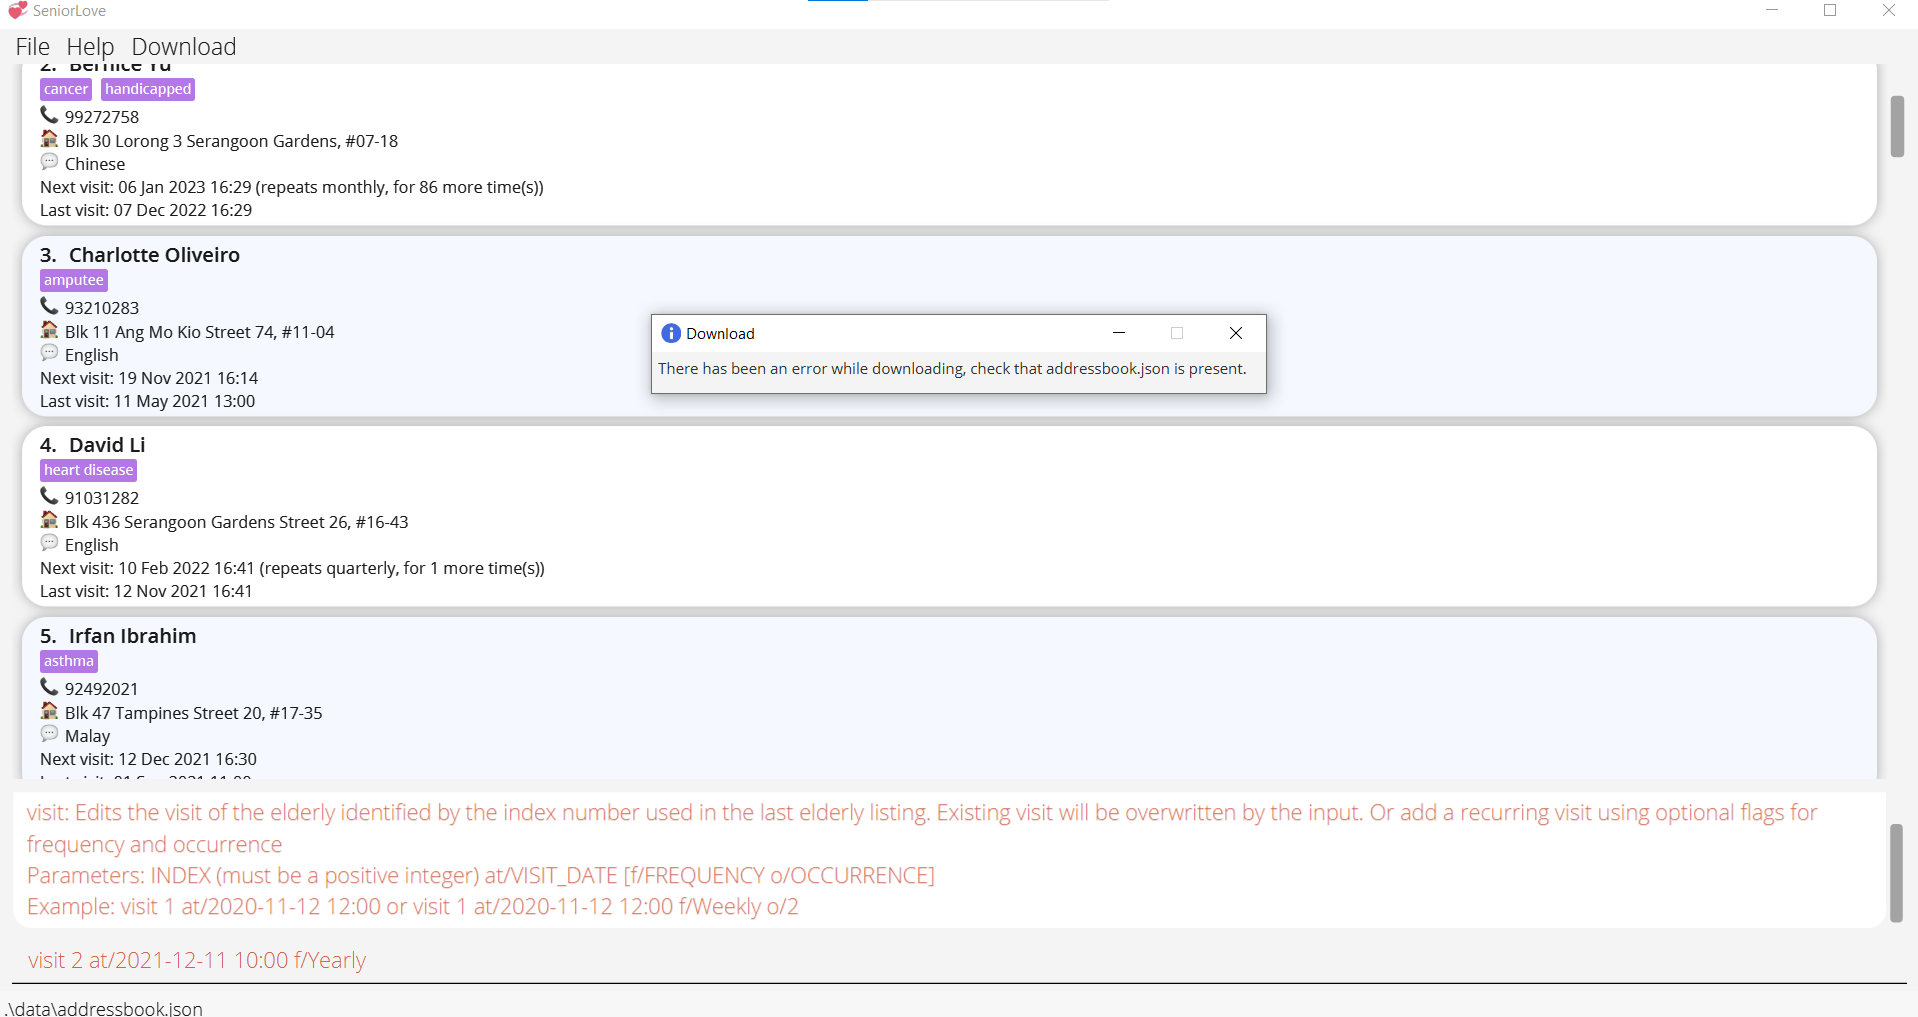 SeniorLove
File Help Download
2. Bernice Yu
cancer handicapped
99272758
Blk 30 Lorong 3 Serangoon Gardens, #07-18
Chinese
Next visit: 06 Jan 2023 16:29 (repeats monthly, for 86 more time(s))
Last visit: 07 Dec 2022 16:29
3. Charlotte Oliveiro
amputee
93210283
Blk 11 Ang Mo Kio Street 74, #11-04
English
Next visit: 19 Nov 2021 16:14
Last visit: 11 May 2021 13:00
Download
There has been an error while downloading, check that addressbook.json is present.
4. David Li
heart disease
91031282
Blk 436 Serangoon Gardens Street 26, #16-43
English
Next visit: 10 Feb 2022 16:41 (repeats quarterly, for 1 more time(s))
Last visit: 12 Nov 2021 16:41
5. Irfan Ibrahim
asthma
92492021
Blk 47 Tampines Street 20, #17-35
Malay
Next visit: 12 Dec 2021 16:30
Last visit: 01 Sep 2021 11:00
visit: Edits the visit of the elderly identified by the index number used in the last elderly listing. Existing visit will be overwritten by the input. Or add a recurring visit using optional flags for
frequency and occurrence
Parameters: INDEX (must be a positive integer) at/VISIT_DATE [f/FREQUENCY o/OCCURRENCE]
Example: visit 1 at/2020-11-12 12:00 or visit 1 at/2020-11-12 12:00 f/Weekly o/2
visit 2 at/2021-12-11 10:00 f/Yearly
.\data\addressbook.json